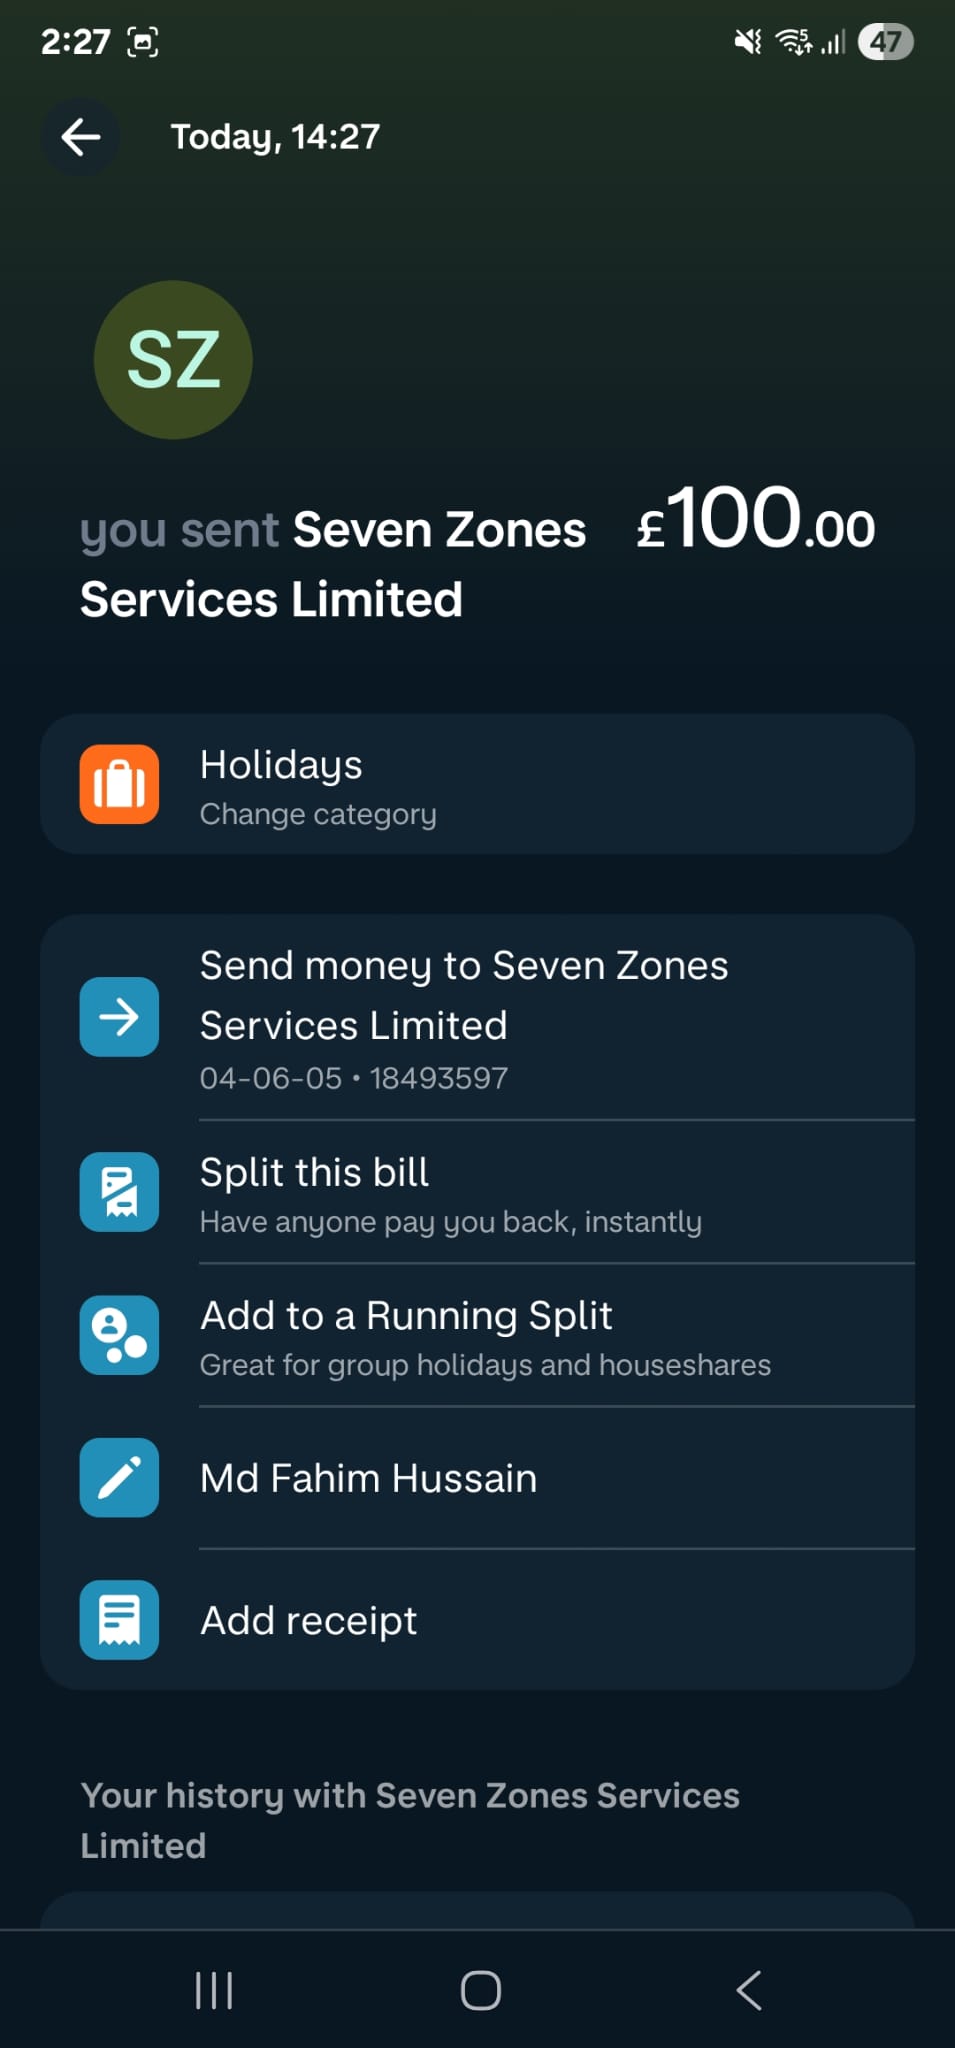 2:27
47
Today, 14:27
SZ
you sent Seven Zones £100.00
Services Limited
Holidays
Change category
Send money to Seven Zones
Services Limited
04-06-05 • 18493597
Split this bill
Have anyone pay you back, instantly
Add to a Running Split
Great for group holidays and houseshares
Md Fahim Hussain
Add receipt
Your history with Seven Zones Services
Limited